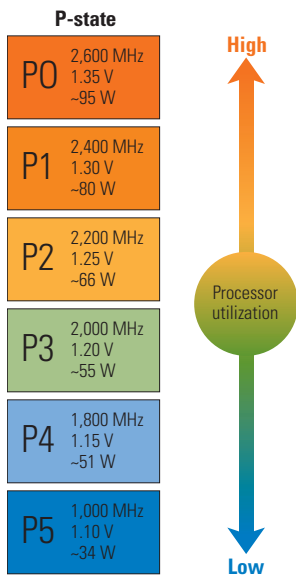 P-state
P0
2,600 MHz
1.35 V
~95 W
P1
2,400 MHz
1.30 V
~80 W
P2
2,200 MHz
1.25 V
~66 W
P3
2,000 MHz
1.20 V
~55 W
P4
1,800 MHz
1.15 V
~51 W
P5
1,000 MHz
1.10 V
~34 W
High
Processor
utilization
Low